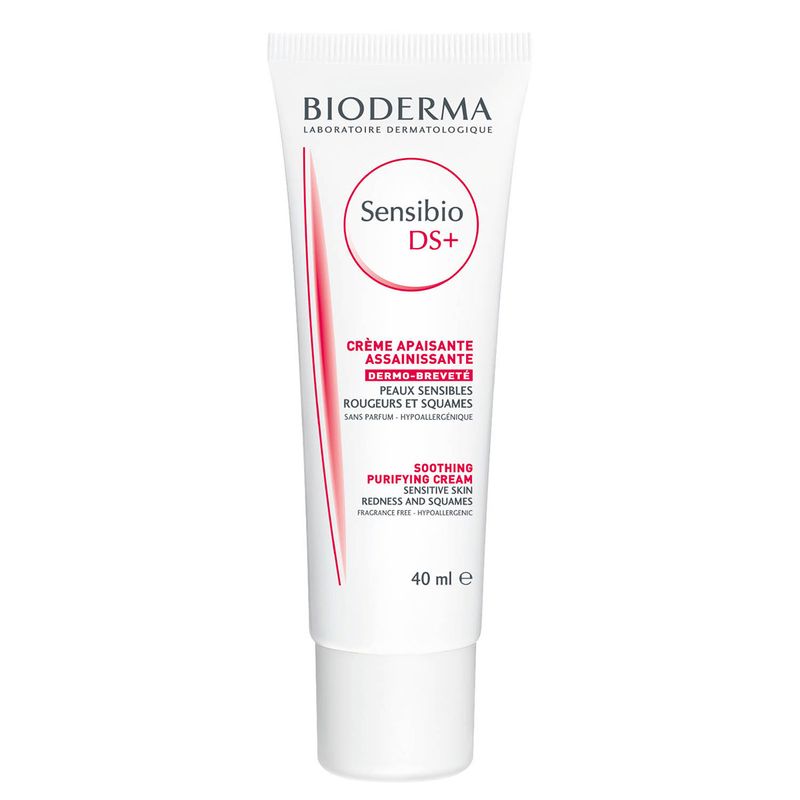 BIODERMA
LABORATOIRE DERMATOLOGIQUE
Sensibio
DS+
CRÈME APAISANTE
ASSAINISSANTE
DERMO-BREVETÉ
PEAUX SENSIBLES
ROUGEURS ET SQUAMES
SANS PARFUM - HYPOALLERGÉNIQUE
SOOTHING
PURIFYING CREAM
SENSITIVE SKIN
REDNESS AND SQUAMES
FRAGRANCE FREE - HYPOALLERGENIC
40 ml ℮